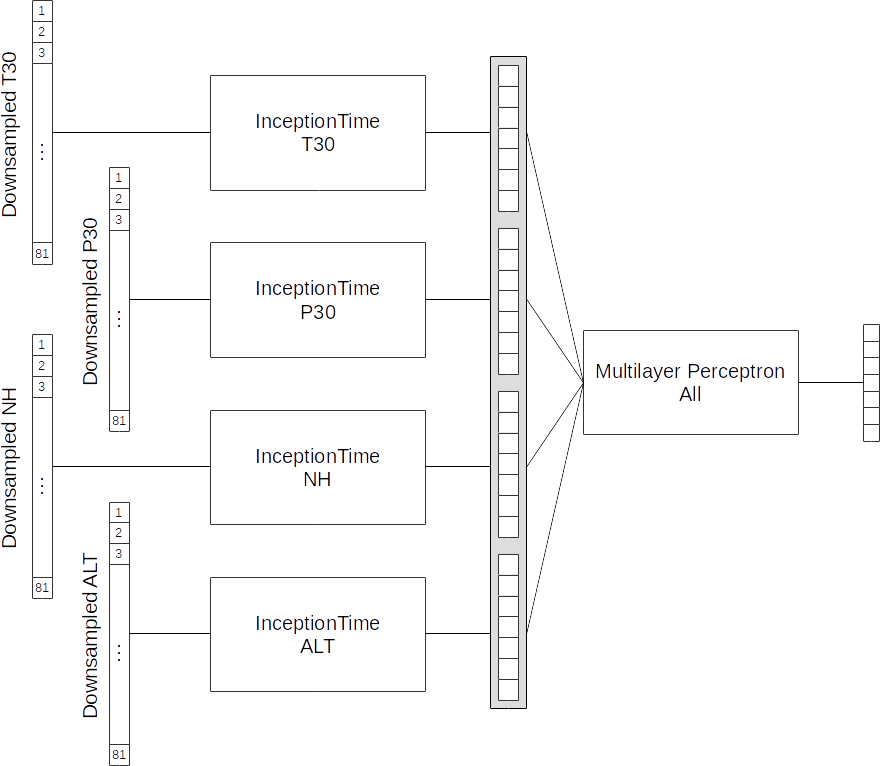 Downsampled T30
1
2
3
⋮
81
InceptionTime
T30
Downsampled P30
1
2
3
⋮
81
InceptionTime
P30
Downsampled NH
1
2
3
⋮
81
InceptionTime
NH
Downsampled ALT
1
2
3
⋮
81
InceptionTime
ALT
Multilayer Perceptron
All